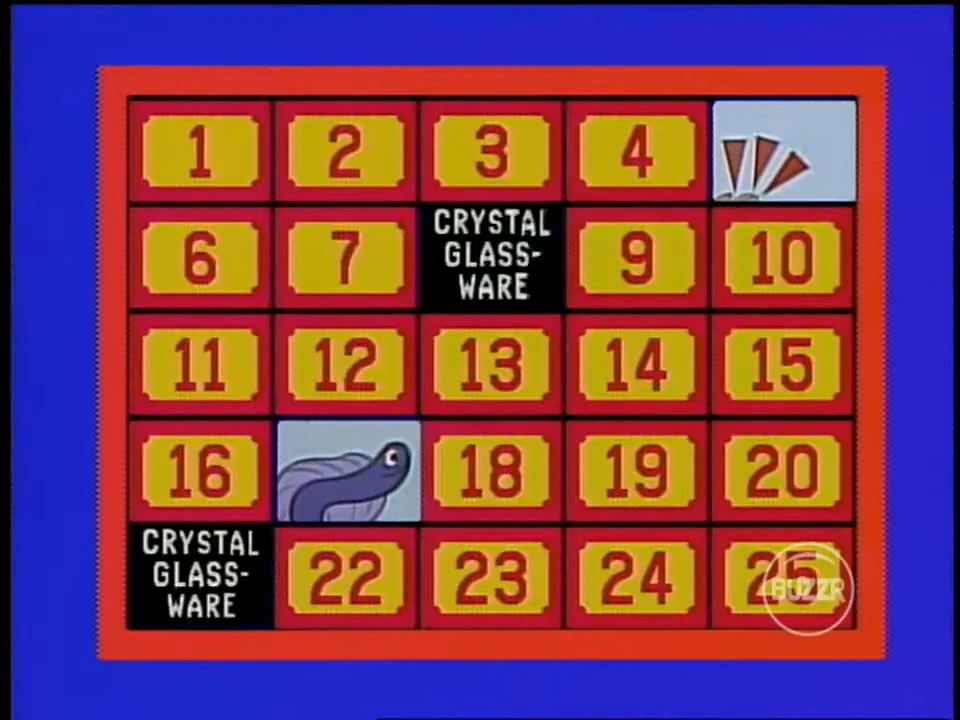 1 2 3 4
6 7 CRYSTAL GLASS- WARE 9 10
11 12 13 14 15
16 18 19 20
CRYSTAL GLASS- WARE 22 23 24 25
BUZZR